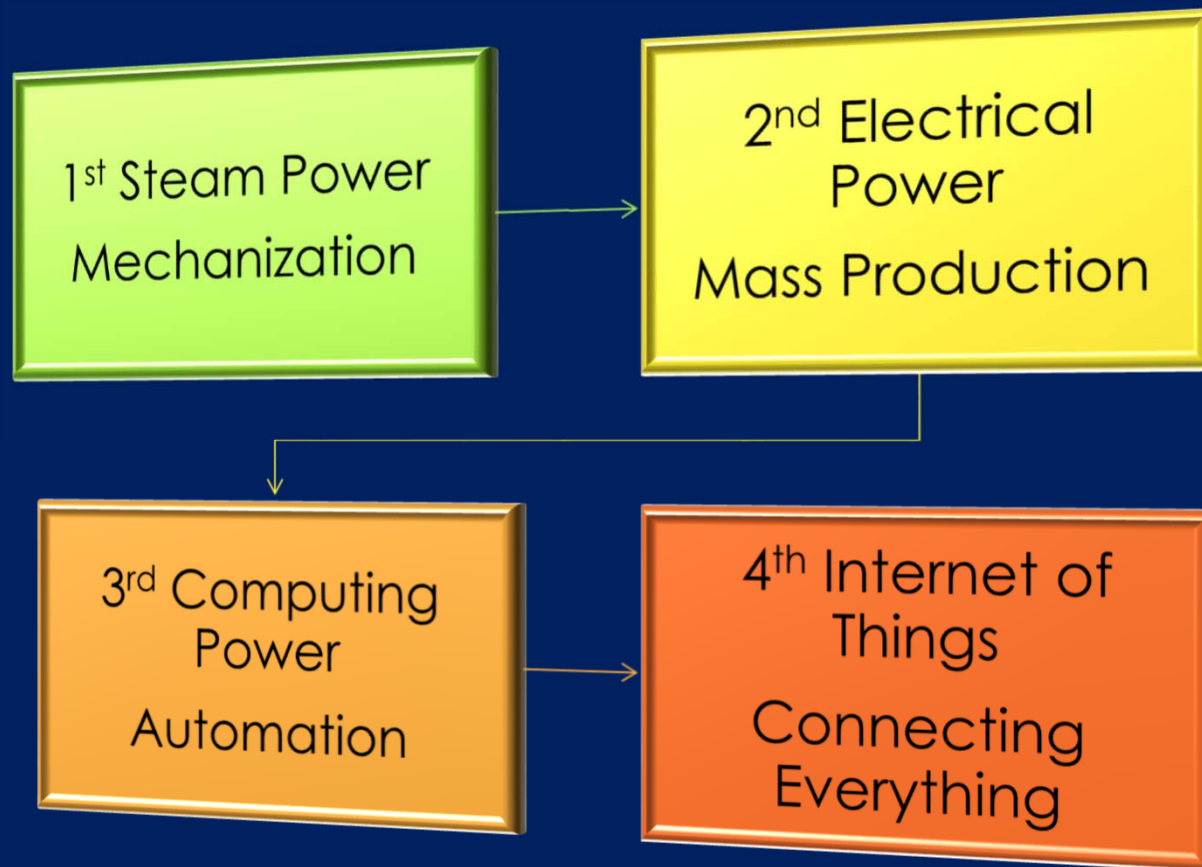 1st Steam Power
Mechanization
2nd Electrical
Power
Mass Production
3rd Computing
Power
Automation
4th Internet of
Things
Connecting
Everything